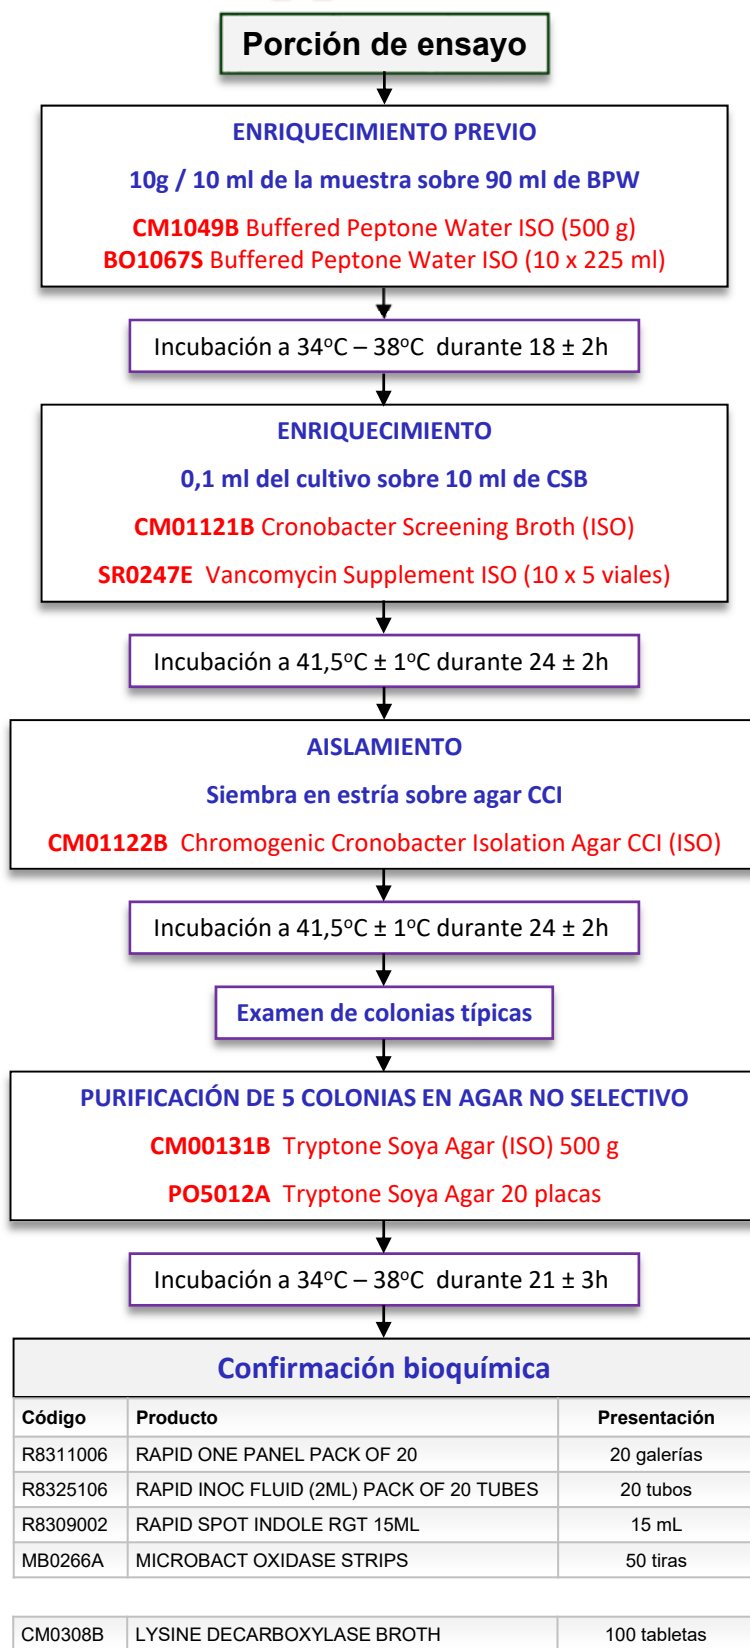 Porción de ensayo
ENRIQUECIMIENTO PREVIO
10g / 10 ml de la muestra sobre 90 ml de BPW
CM1049B Buffered Peptone Water ISO (500 g)
BO1067S Buffered Peptone Water ISO (10 x 225 ml)
Incubación a 34ºC – 38ºC durante 18 ± 2h
ENRIQUECIMIENTO
0,1 ml del cultivo sobre 10 ml de CSB
CM01121B Cronobacter Screening Broth (ISO)
SR0247E Vancomycin Supplement ISO (10 x 5 viales)
Incubación a 41,5ºC ± 1ºC durante 24 ± 2h
AISLAMIENTO
Siembra en estría sobre agar CCI
CM01122B Chromogenic Cronobacter Isolation Agar CCI (ISO)
Incubación a 41,5ºC ± 1ºC durante 24 ± 2h
Examen de colonias típicas
PURIFICACIÓN DE 5 COLONIAS EN AGAR NO SELECTIVO
CM00131B Tryptone Soya Agar (ISO) 500 g
PO5012A Tryptone Soya Agar 20 placas
Incubación a 34ºC – 38ºC durante 21 ± 3h
Confirmación bioquímica
Código Producto Presentación
R8311006 RAPID ONE PANEL PACK OF 20 20 galerías
R8325106 RAPID INOC FLUID (2ML) PACK OF 20 TUBES 20 tubos
R8309002 RAPID SPOT INDOLE RGT 15ML 15 mL
MB0266A MICROBACT OXIDASE STRIPS 50 tiras
CM0308B LYSINE DECARBOXYLASE BROTH 100 tabletas